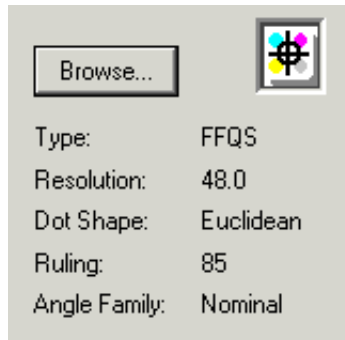 Browse...
Type: FFQS
Resolution: 48.0
Dot Shape: Euclidean
Ruling: 85
Angle Family: Nominal